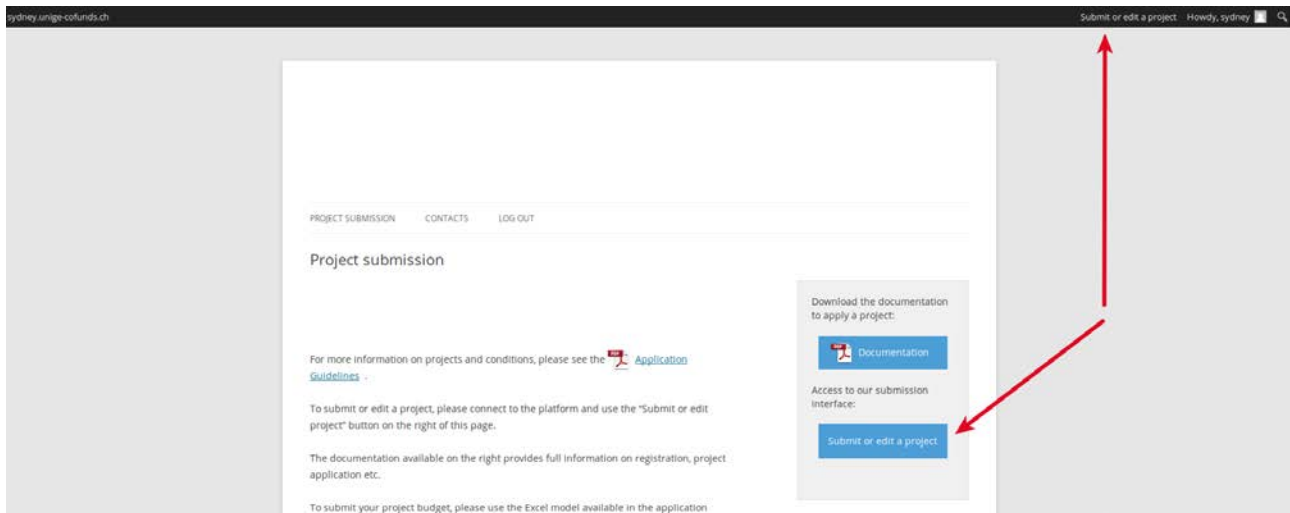 sydney.unige-cofunds.ch
Submit or edit a project Howdy, sydney
PROJECT SUBMISSION CONTACTS LOG OUT
Project submission
For more information on projects and conditions, please see the PDF Application
Guidelines .
To submit or edit a project, please connect to the platform and use the "Submit or edit
project" button on the right of this page.
The documentation available on the right provides full information on registration, project
application etc.
To submit your project budget, please use the Excel model available in the application
Download the documentation
to apply a project:
PDF Documentation
Access to our submission
interface:
Submit or edit a project